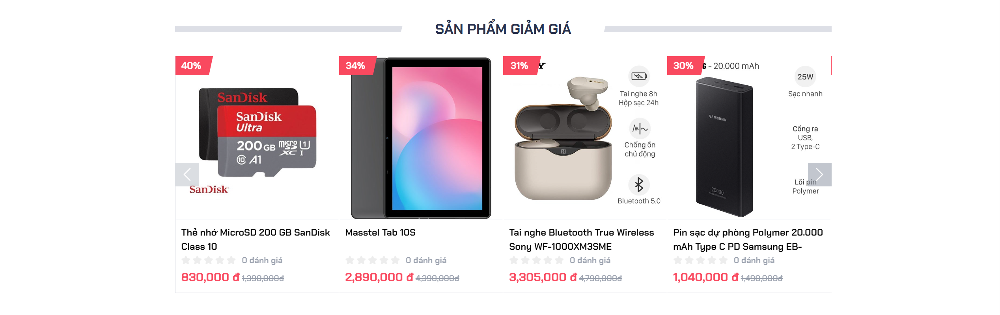 SẢN PHẨM GIẢM GIÁ
40%
SanDisk
SanDisk
Ultra
200 GB micro SD XC I U1
10 A1
SanDisk
Thẻ nhớ MicroSD 200 GB SanDisk
Class 10
0 đánh giá
830,000 đ 1,390,000đ
34%
Masstel Tab 10S
0 đánh giá
2,890,000 đ 4,390,000đ
31%
Y
SONY
Tai nghe 8h
Hộp sạc 24h
Chống ồn
chủ động
Bluetooth 5.0
Tai nghe Bluetooth True Wireless
Sony WF-1000XM3SME
0 đánh giá
3,305,000 đ 4,790,000đ
30%
G - 20.000 mAh
25W
Sạc nhanh
SAMSUNG
Cổng ra
USB,
2 Type-C
Lõi pin
Polymer
20000
SUPER FAST CHARGING
Pin sạc dự phòng Polymer 20.000
mAh Type C PD Samsung EB-
0 đánh giá
1,040,000 đ 1,490,000đ